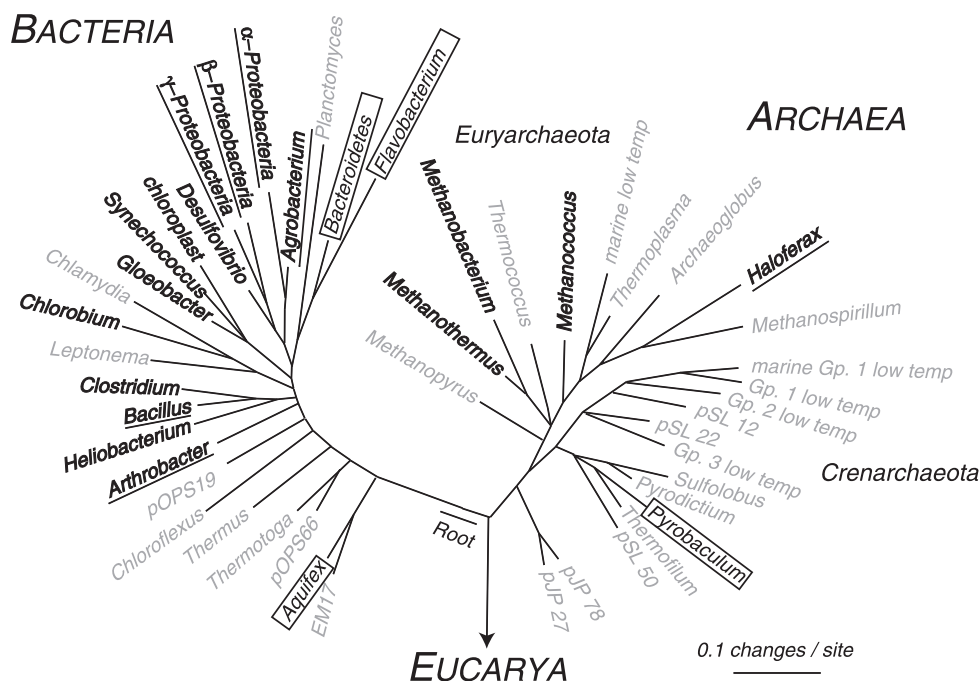 BACTERIA
α–Proteobacteria
β–Proteobacteria
γ–Proteobacteria
Planctomyces
Flavobacterium
Bacteroidetes
Agrobacterium
Desulfovibrio
chloroplast
Synechococcus
Gloeobacter
Chlamydia
Chlorobium
Leptonema
Clostridium
Bacillus
Heliobacterium
Arthrobacter
pOPS19
Chloroflexus
Thermus
Thermotoga
pOPS66
Aquifex
EM17
Root
EUCARYA
ARCHAEA
Euryarchaeota
Methanobacterium
Thermococcus
Methanococcus
marine low temp
Thermoplasma
Archaeoglobus
Haloferax
Methanothermus
Methanopyrus
Methanospirillum
marine Gp. 1 low temp
Gp. 1 low temp
Gp. 2 low temp
pSL 12
pSL 22
Gp. 3 low temp
Crenarchaeota
Sulfolobus
Pyrodictium
Pyrobaculum
Thermofilum
pSL 50
pJP 78
pJP 27
0.1 changes / site